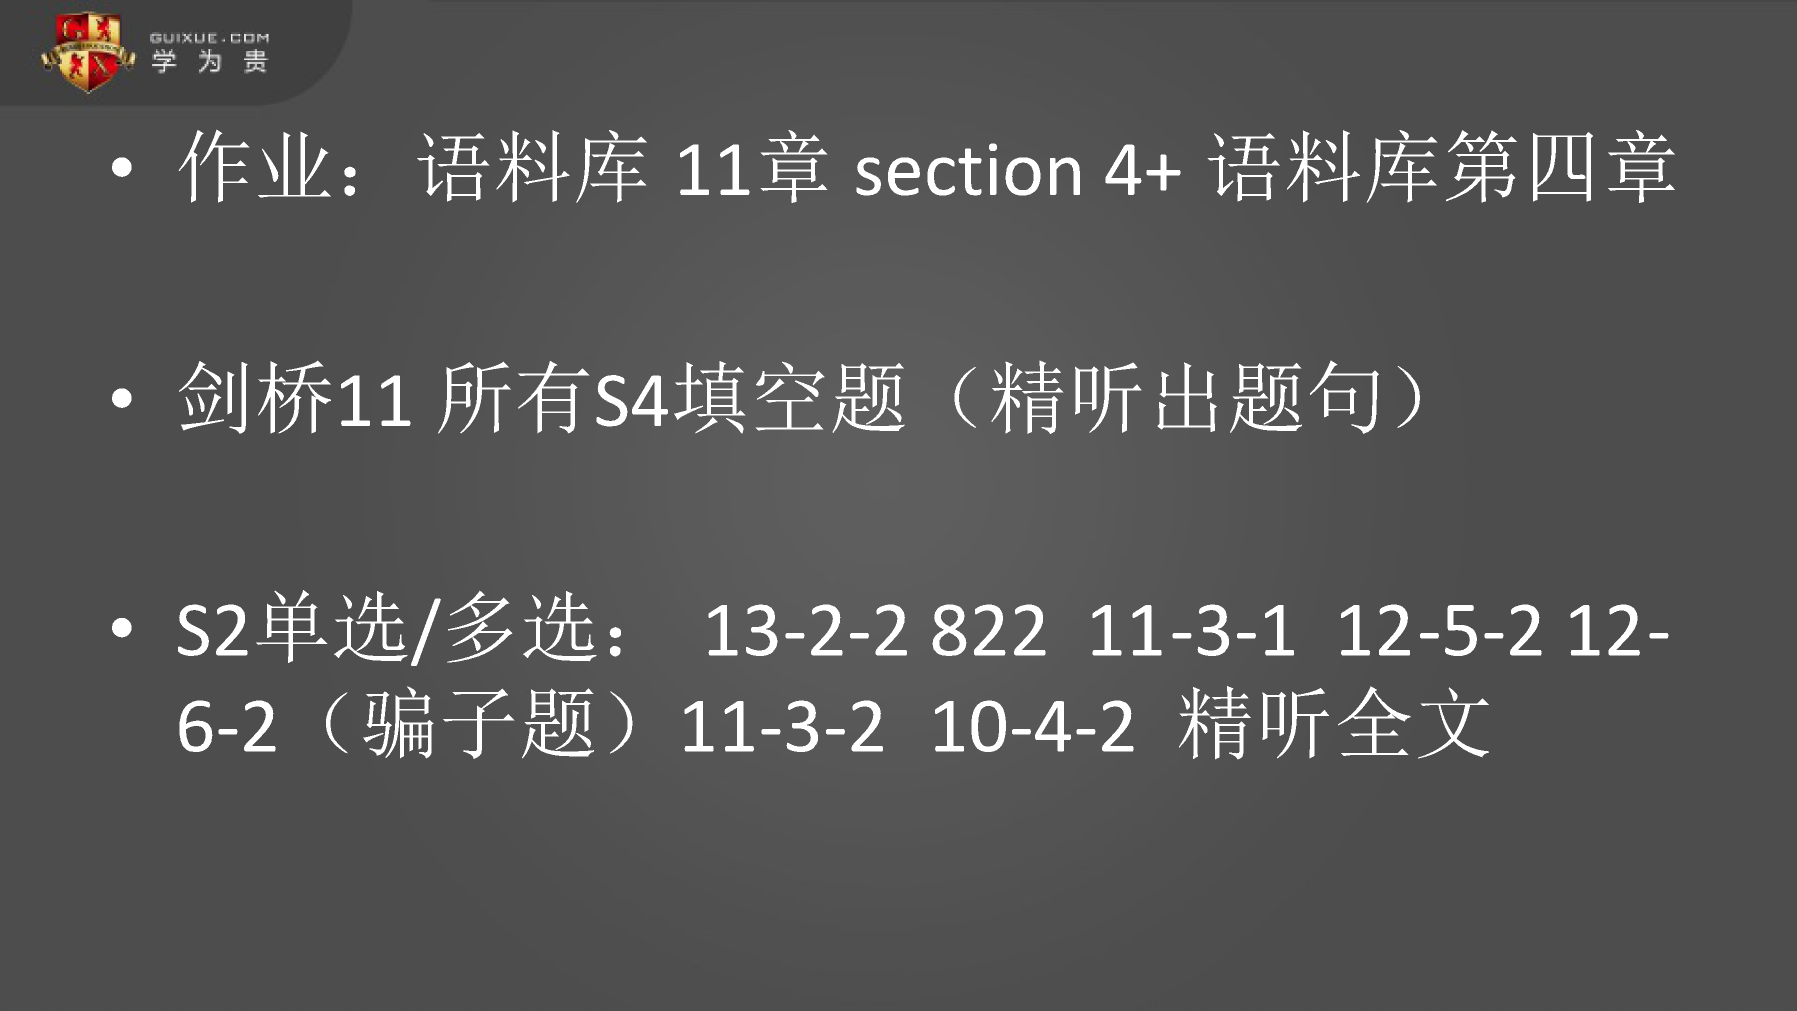 GUIXUE.COM
学为贵
• 作业： 语料库 11章 section 4+ 语料库第四章
• 剑桥11 所有S4填空题（精听出题句）
• S2单选/多选： 13-2-2 822 11-3-1 12-5-2 12-
6-2（骗子题）11-3-2 10-4-2 精听全文